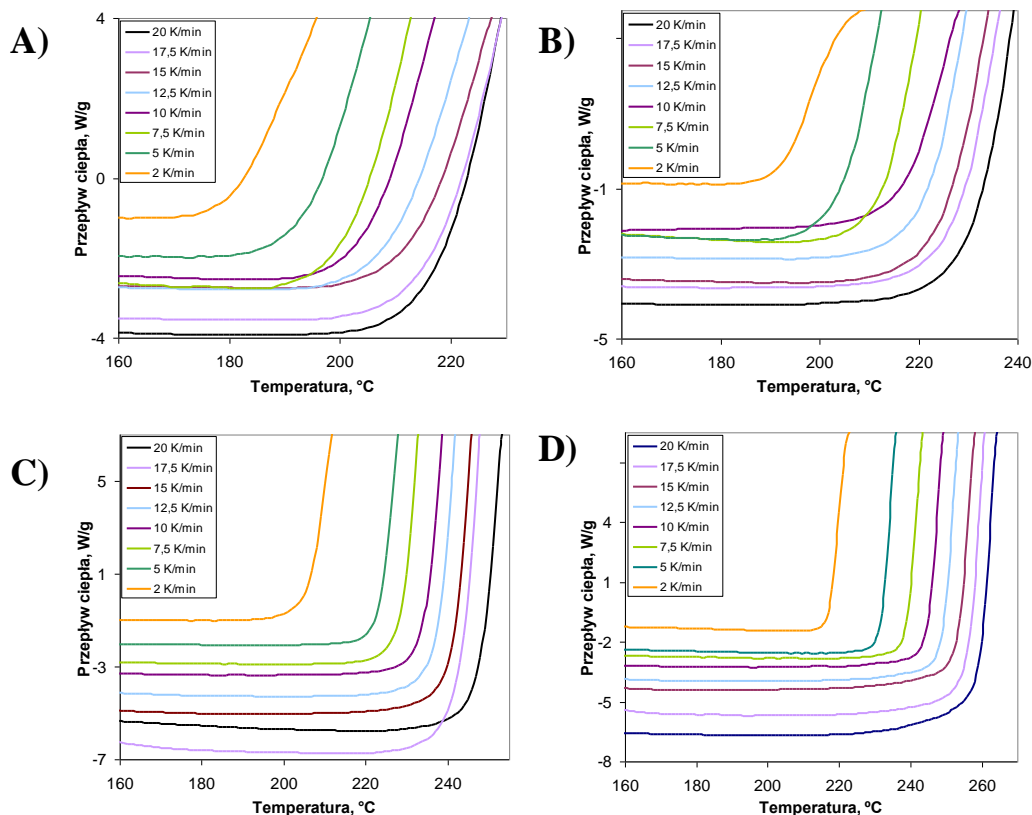 A)
20 K/min
17,5 K/min
15 K/min
12,5 K/min
10 K/min
7,5 K/min
5 K/min
2 K/min
Przepływ ciepła, W/g
4
0
-4
160 180 200 220
Temperatura, °C
B)
20 K/min
17,5 K/min
15 K/min
12,5 K/min
10 K/min
7,5 K/min
5 K/min
2 K/min
Przepływ ciepła, W/g
-1
-5
160 180 200 220 240
Temperatura, °C
C)
20 K/min
17,5 K/min
15 K/min
12,5 K/min
10 K/min
7,5 K/min
5 K/min
2 K/min
Przepływ ciepła, W/g
5
1
-3
-7
160 180 200 220 240
Temperatura, °C
D)
20 K/min
17,5 K/min
15 K/min
12,5 K/min
10 K/min
7,5 K/min
5 K/min
2 K/min
Przepływ ciepła, W/g
4
1
-2
-5
-8
160 180 200 220 240 260
Temperatura, ºC